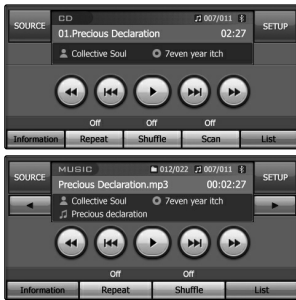 CD 007/011
SOURCE 01.Precious Declaration 02:27 SETUP
Collective Soul 7even year itch
Off Off Off
Information Repeat Shuffle Scan List
MUSIC 012/022 007/011
SOURCE Precious Declaration.mp3 00:02:27 SETUP
Collective Soul 7even year itch
Precious declaration
Off Off
Information Repeat Shuffle List